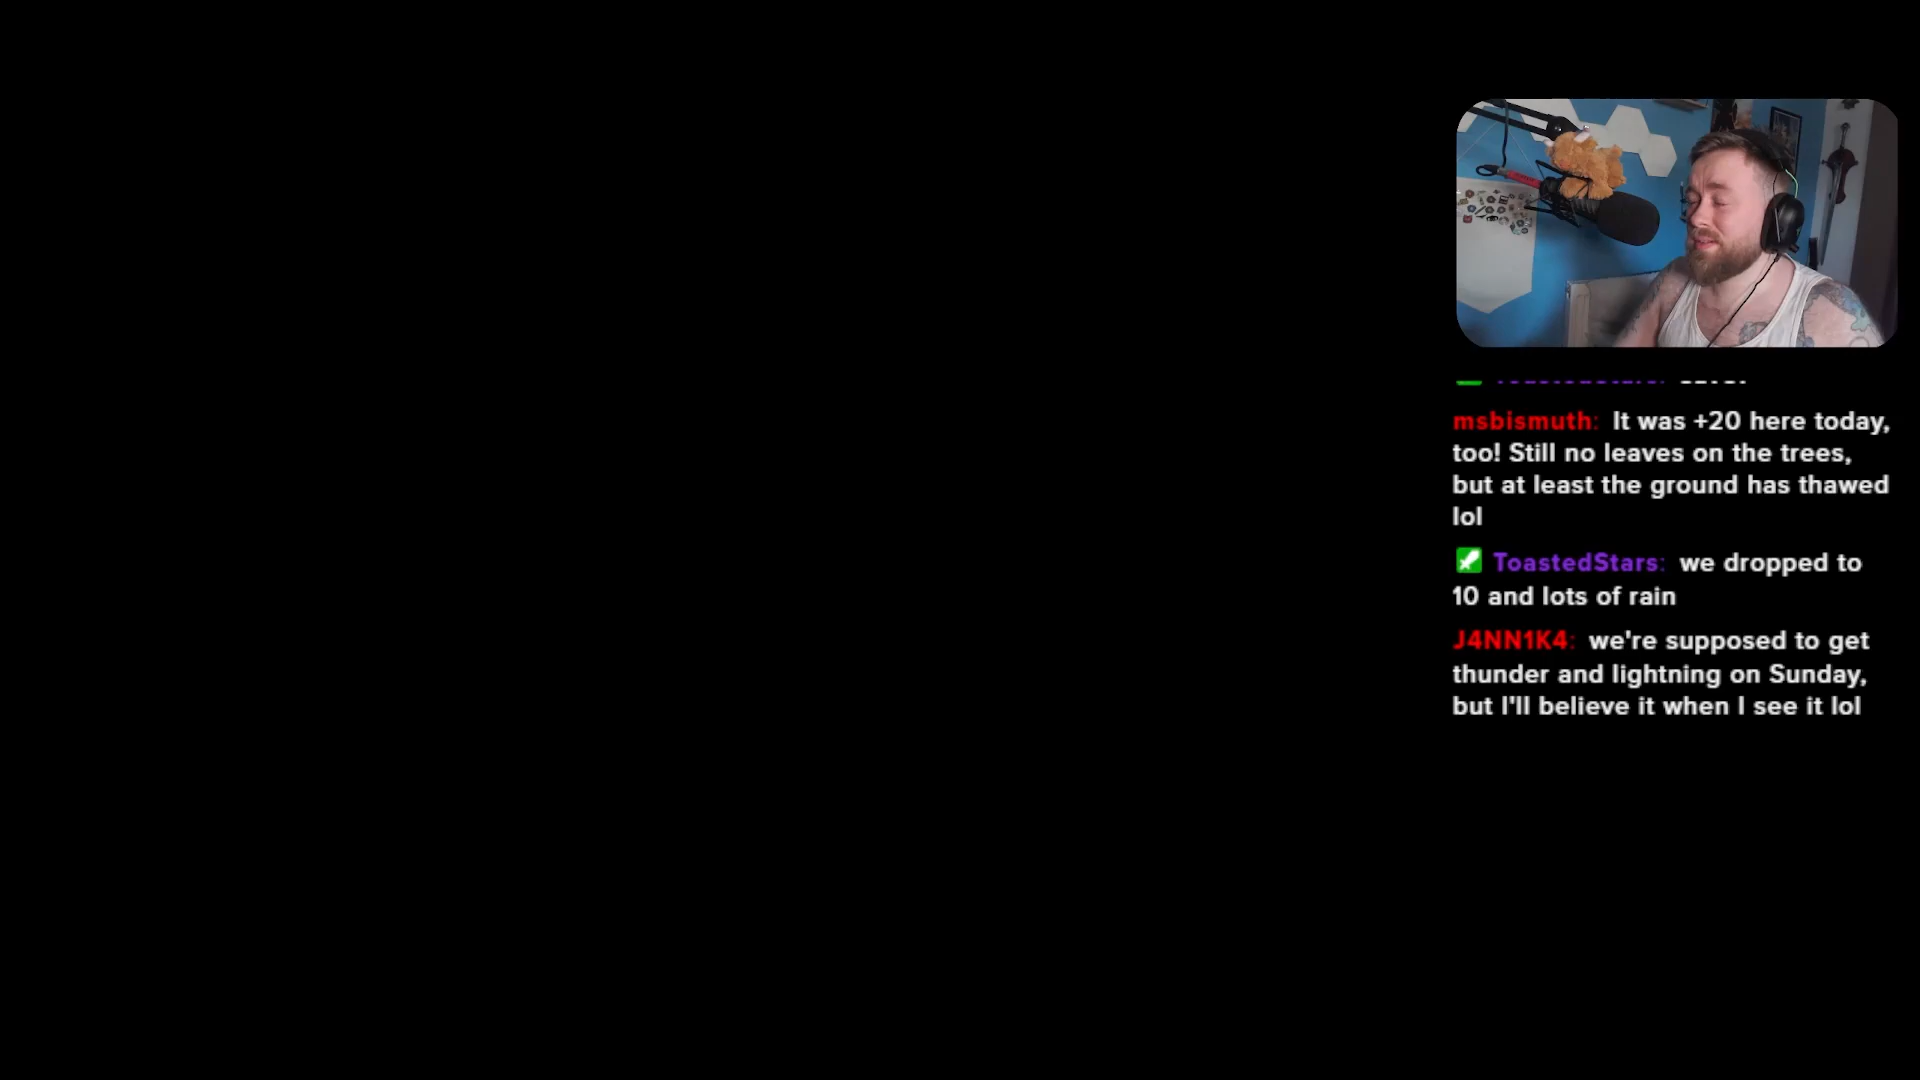 msbismuth: It was +20 here today,
too! Still no leaves on the trees,
but at least the ground has thawed
lol
ToastedStars: we dropped to
10 and lots of rain
J4NN1K4: we're supposed to get
thunder and lightning on Sunday,
but I'll believe it when I see it lol